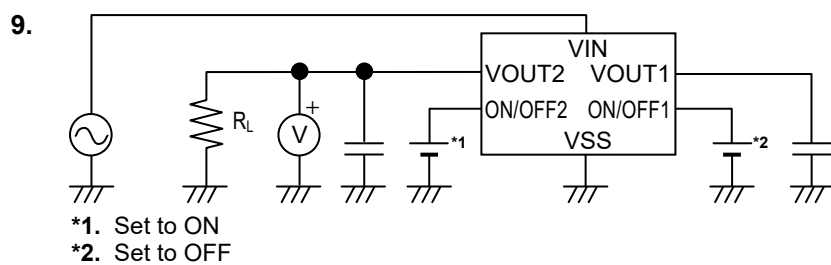 9.
VIN
VOUT2 VOUT1
ON/OFF2 ON/OFF1
VSS
RL
+
V
*1
*2
*1. Set to ON
*2. Set to OFF